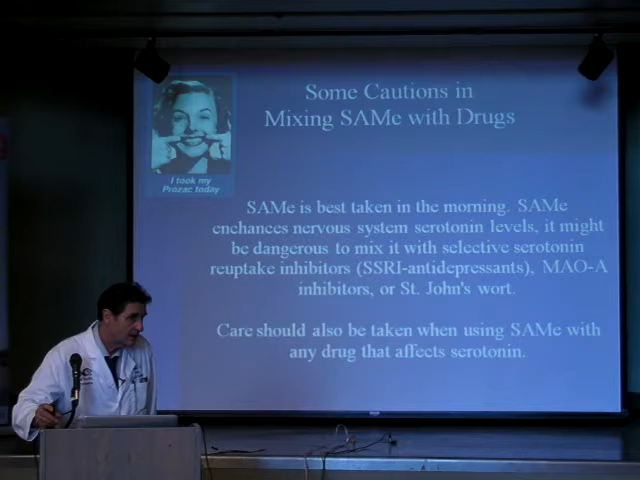 Some Cautions in
Mixing SAMe with Drugs
I took my
Prozac today
SAMe is best taken in the morning. SAMe
enchances nervous system serotonin levels, it might
be dangerous to mix it with selective serotonin
reuptake inhibitors (SSRI-antidepressants), MAO-A
inhibitors, or St. John's wort.
Care should also be taken when using SAMe with
any drug that affects serotonin.